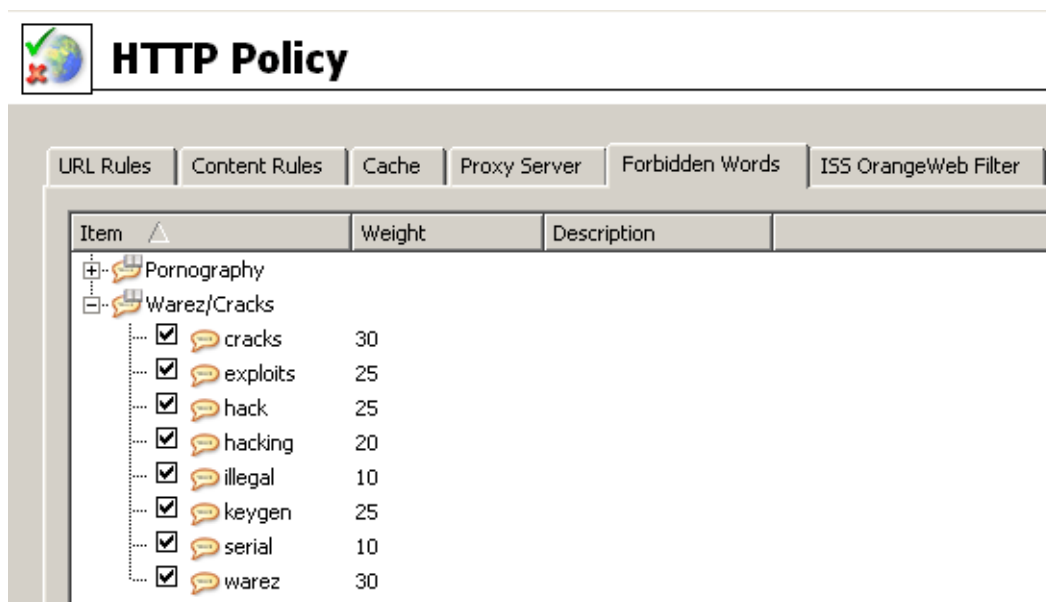 HTTP Policy
URL Rules Content Rules Cache Proxy Server Forbidden Words ISS OrangeWeb Filter
Item Weight Description
Pornography
Warez/Cracks
cracks 30
exploits 25
hack 25
hacking 20
illegal 10
keygen 25
serial 10
warez 30